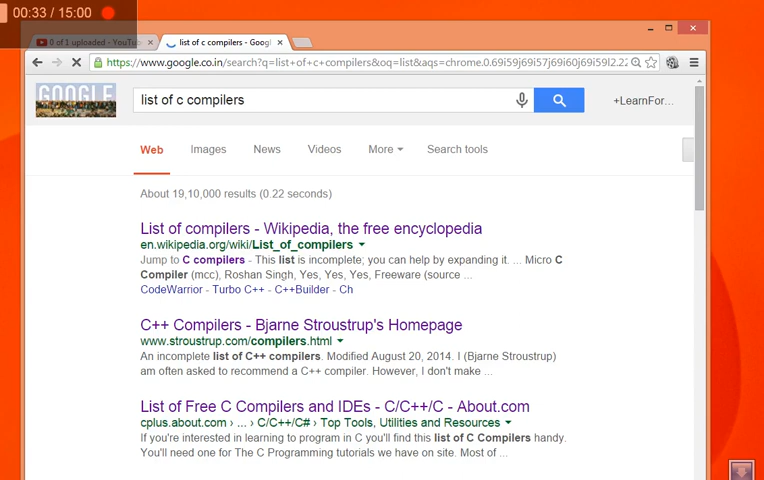 00:33 / 15:00
0 of 1 uploaded - YouTub
list of c compilers - Googl
https://www.google.co.in/search?q=list+of+c+compilers&oq=list&aqs=chrome.0.69i59j69i57j69i60j69i59l2.22
GOOGLE
list of c compilers
+LearnFor...
Web Images News Videos More Search tools
About 19,10,000 results (0.22 seconds)
List of compilers - Wikipedia, the free encyclopedia
en.wikipedia.org/wiki/List_of_compilers
Jump to C compilers - This list is incomplete; you can help by expanding it. ... Micro C
Compiler (mcc), Roshan Singh, Yes, Yes, Yes, Freeware (source ...
CodeWarrior - Turbo C++ - C++Builder - Ch
C++ Compilers - Bjarne Stroustrup's Homepage
www.stroustrup.com/compilers.html
An incomplete list of C++ compilers. Modified August 20, 2014. I (Bjarne Stroustrup)
am often asked to recommend a C++ compiler. However, I don't make ...
List of Free C Compilers and IDEs - C/C++/C - About.com
cplus.about.com › ... › C/C++/C# › Top Tools, Utilities and Resources
If you're interested in learning to program in C you'll find this list of C Compilers handy.
You'll need one for The C Programming tutorials we have on site. Most of ...